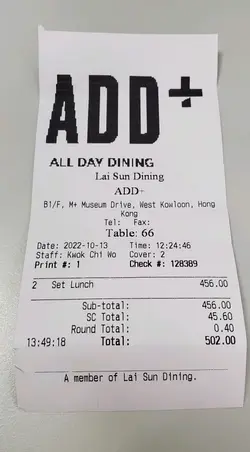 ADD+
ALL DAY DINING
Lai Sun Dining
ADD+
B1/F, M+ Museum Drive, West Kowloon, Hong
Kong
Tel: Fax:
Table: 66
Date: 2022-10-13 Time: 12:24:46
Staff: Kwok Chi Wo Cover: 2
Print #: 1 Check #: 128389
2 Set Lunch 456.00
Sub-total: 456.00
SC Total: 45.60
Round Total: 0.40
13:49:18 Total: 502.00
A member of Lai Sun Dining.